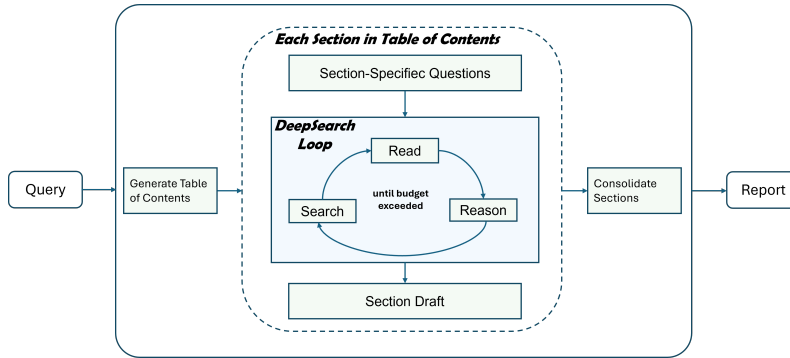 Each Section in Table of Contents
Section-Specifiec Questions
DeepSearch
Loop
Read
Query
Generate Table
of Contents
until budget
exceeded
Search
Reason
Consolidate
Sections
Report
Section Draft